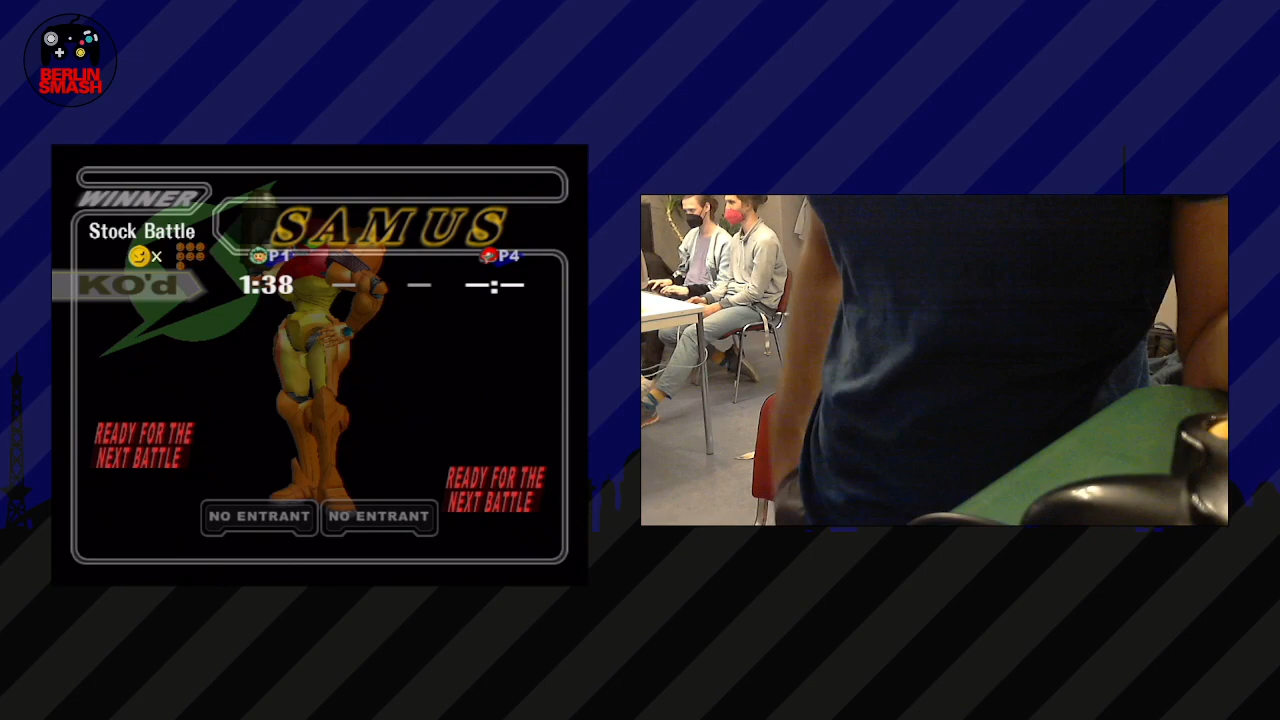 BERLIN
SMASH
WINNER
SAMUS
Stock Battle
×
P1
P4
KO'd
1:38
— —
—:—
READY FOR THE
NEXT BATTLE
READY FOR THE
NEXT BATTLE
NO ENTRANT
NO ENTRANT